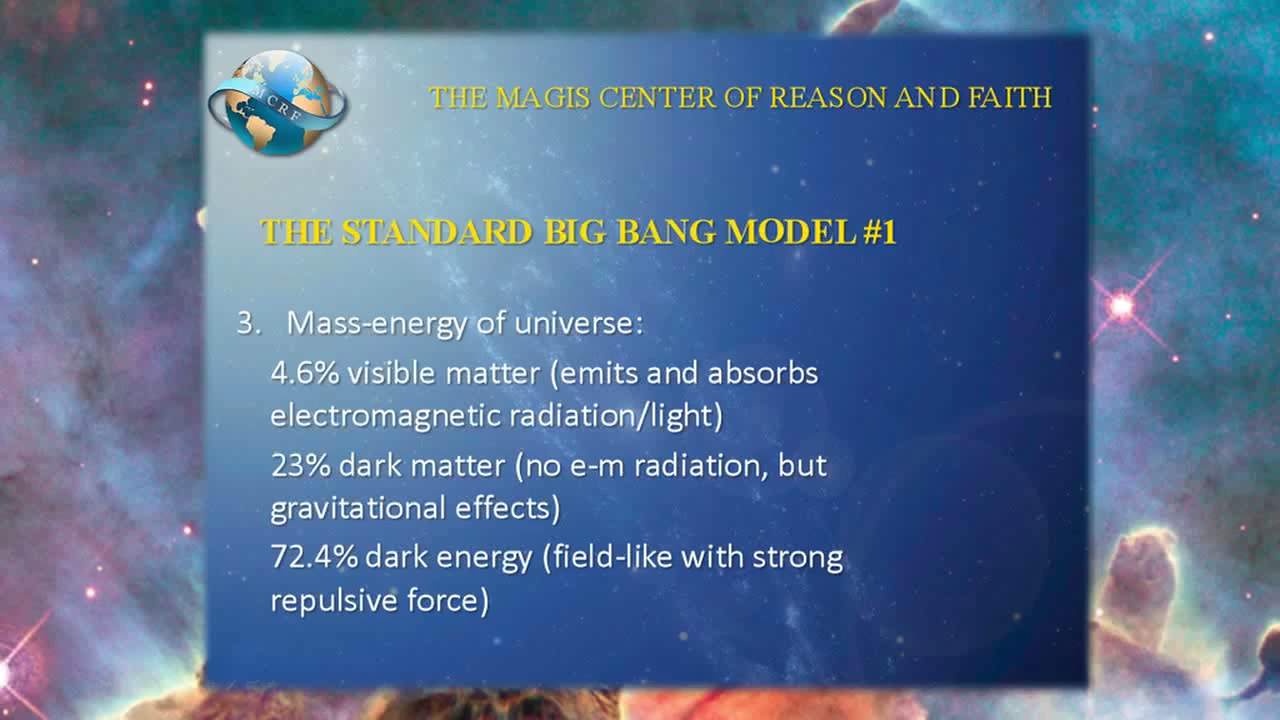 MCRF
THE MAGIS CENTER OF REASON AND FAITH
THE STANDARD BIG BANG MODEL #1
3. Mass-energy of universe:
4.6% visible matter (emits and absorbs
electromagnetic radiation/light)
23% dark matter (no e-m radiation, but
gravitational effects)
72.4% dark energy (field-like with strong
repulsive force)